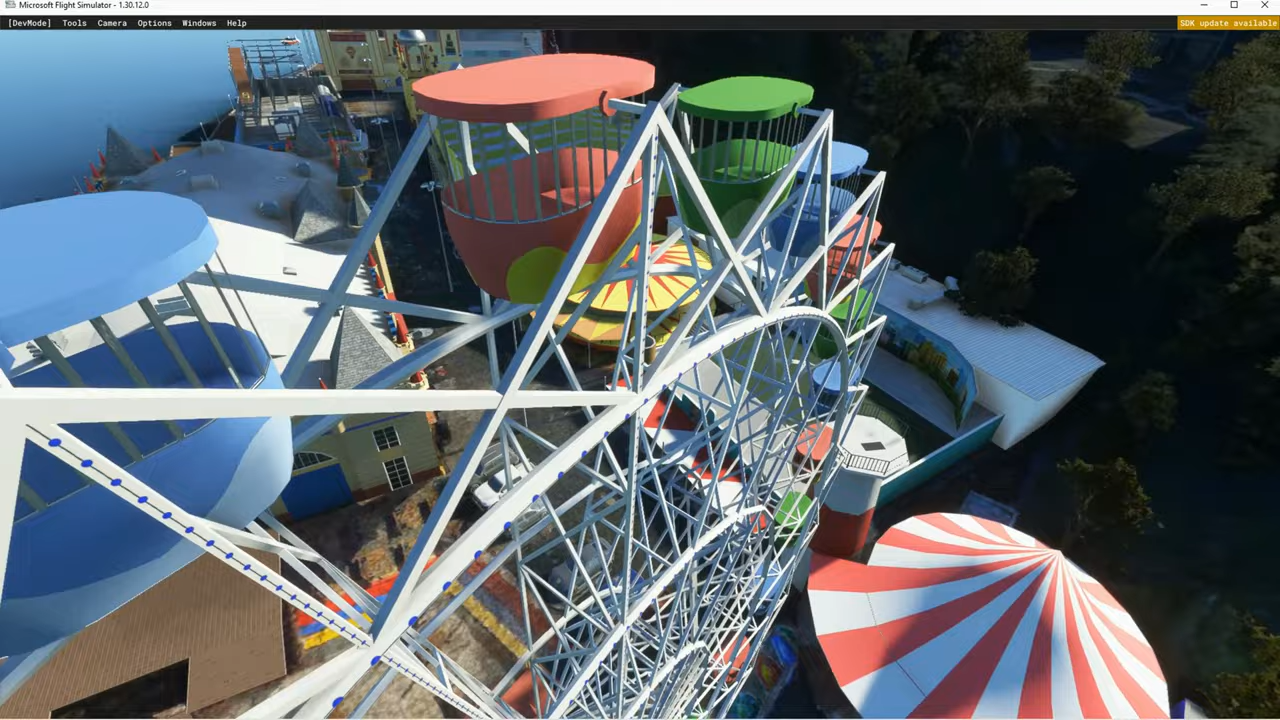 Microsoft Flight Simulator - 1.30.12.0
[DevMode] Tools Camera Options Windows Help
SDK update available